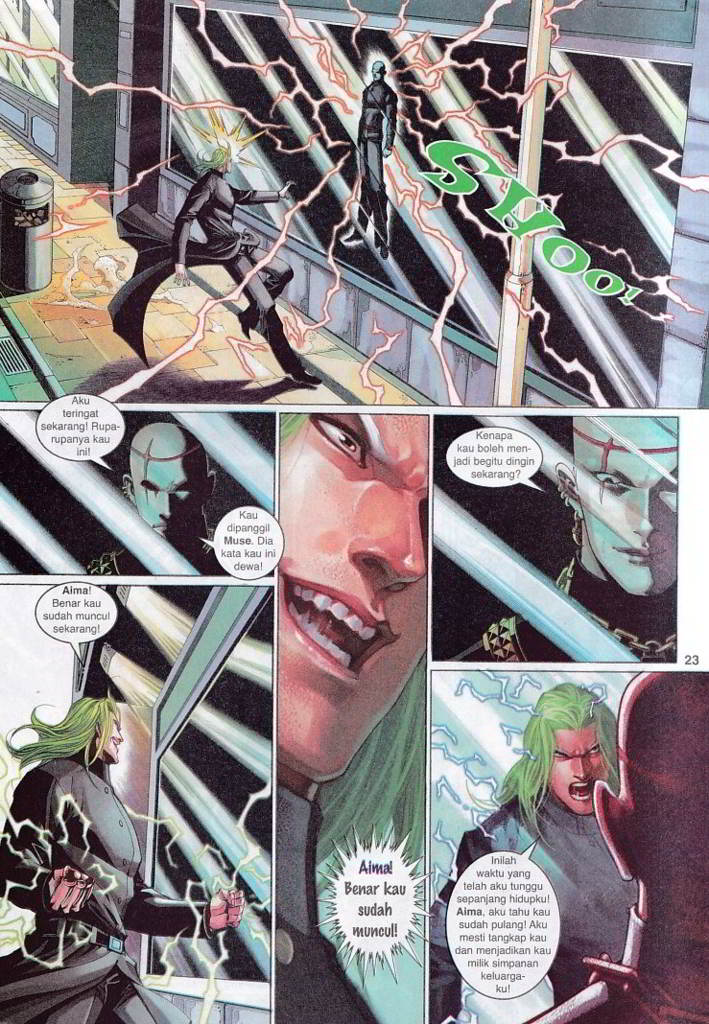 SHOOO!
Aku
teringat
sekarang! Rupa-
rupanya kau
ini!
Kau
dipanggil
Muse. Dia
kata kau ini
dewa!
Kenapa
kau boleh men-
jadi begitu dingin
sekarang?
Aima!
Benar kau
sudah muncul
sekarang!
23
Aima!
Benar kau
sudah
muncul!
Inilah
waktu yang
telah aku tunggu
sepanjang hidupku!
Aima, aku tahu kau
sudah pulang! Aku
mesti tangkap kau
dan menjadikan kau
milik simpanan
keluarga-
ku!